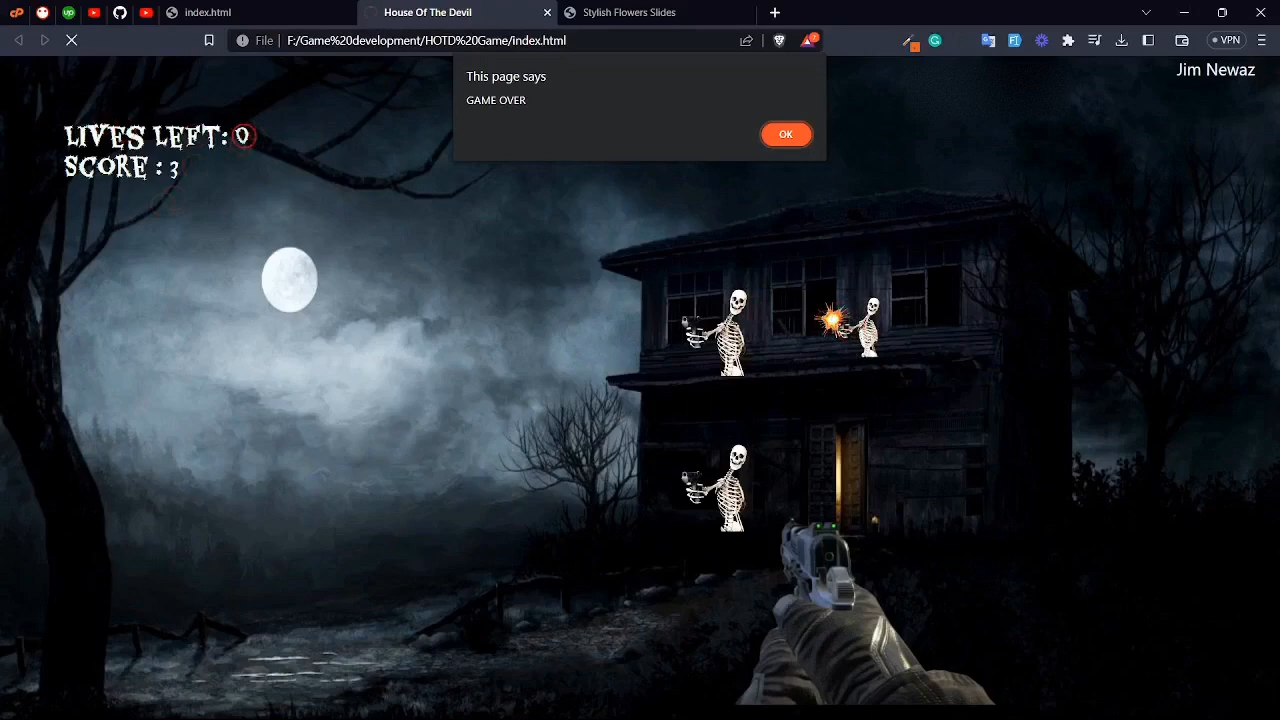 index.html
House Of The Devil
Stylish Flowers Slides
File
F:/Game%20development/HOTD%20Game/index.html
VPN
Jim Newaz
This page says
GAME OVER
OK
LIVES LEFT: 0
SCORE : 3